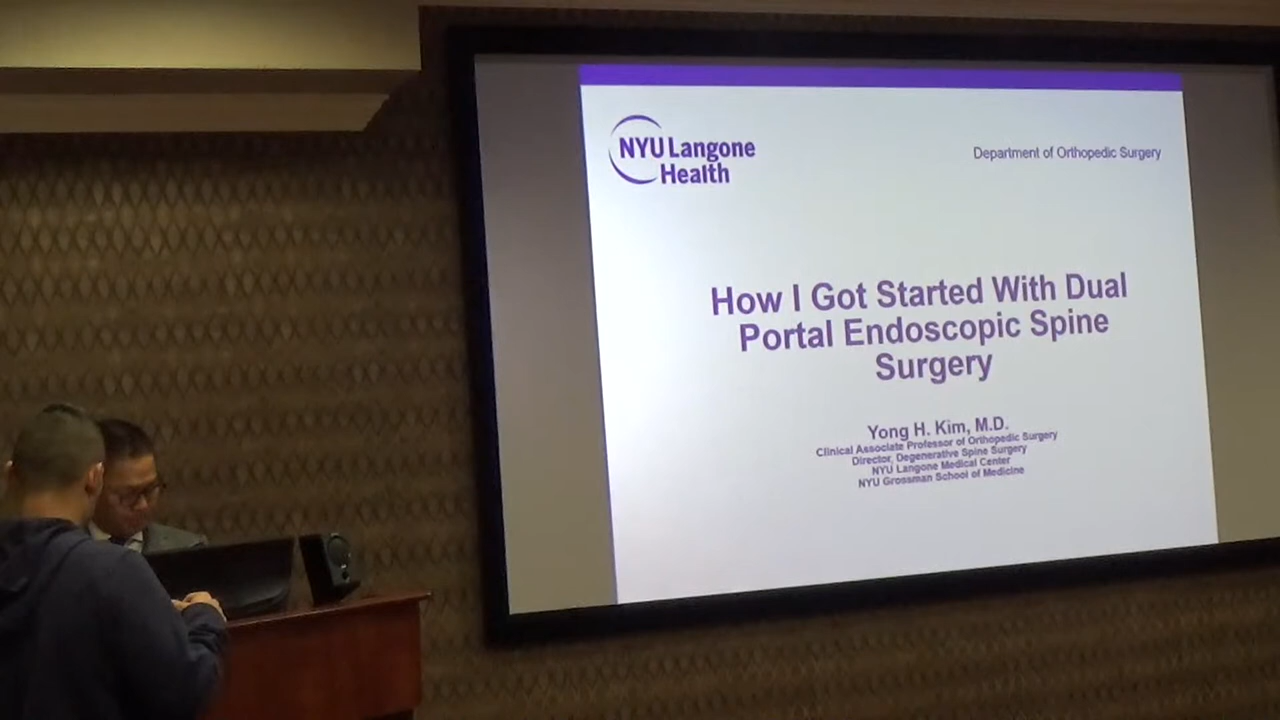 NYU Langone
Health
Department of Orthopedic Surgery
How I Got Started With Dual
Portal Endoscopic Spine
Surgery
Yong H. Kim, M.D.
Clinical Associate Professor of Orthopedic Surgery
Director, Degenerative Spine Surgery
NYU Langone Medical Center
NYU Grossman School of Medicine